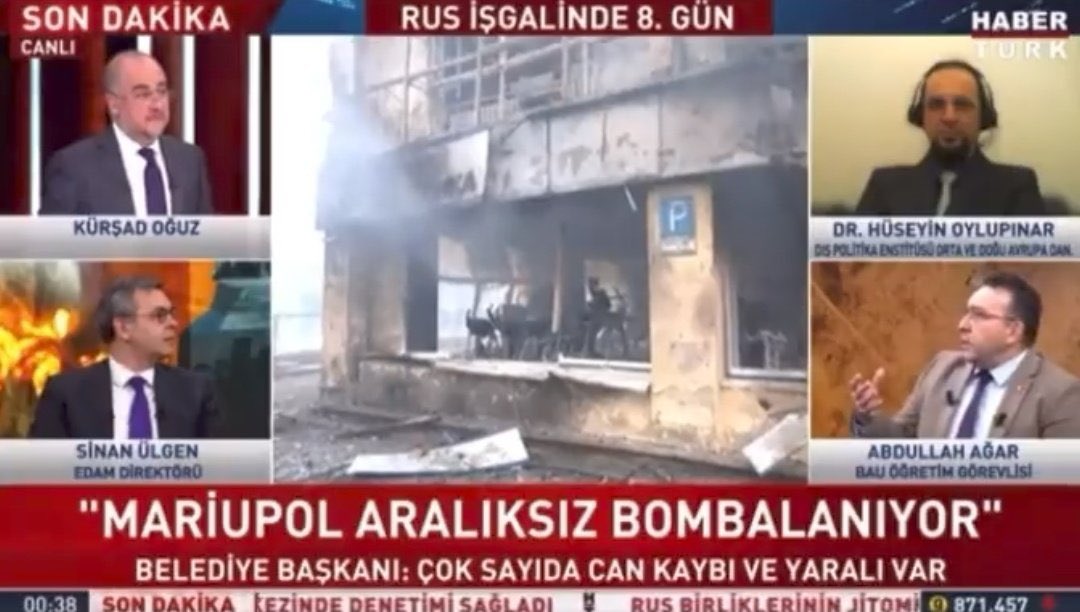 SON DAKİKA
CANLI
RUS İŞGALİNDE 8. GÜN
HABER
TÜRK
KÜRŞAD OĞUZ
P
DR. HÜSEYİN OYLUPINAR
DIŞ POLİTİKA ENSTİTÜSÜ ORTA VE DOĞU AVRUPA DAN.
SİNAN ÜLGEN
EDAM DİREKTÖRÜ
ABDULLAH AĞAR
BAU ÖĞRETİM GÖREVLİSİ
"MARİUPOL ARALIKSIZ BOMBALANIYOR"
BELEDİYE BAŞKANI: ÇOK SAYIDA CAN KAYBI VE YARALI VAR
00:38 SON DAKİKA KEZİNDE DENETİMİ SAĞLADI RUS BİRLİKLERİNİN JİTOMİ 871,457